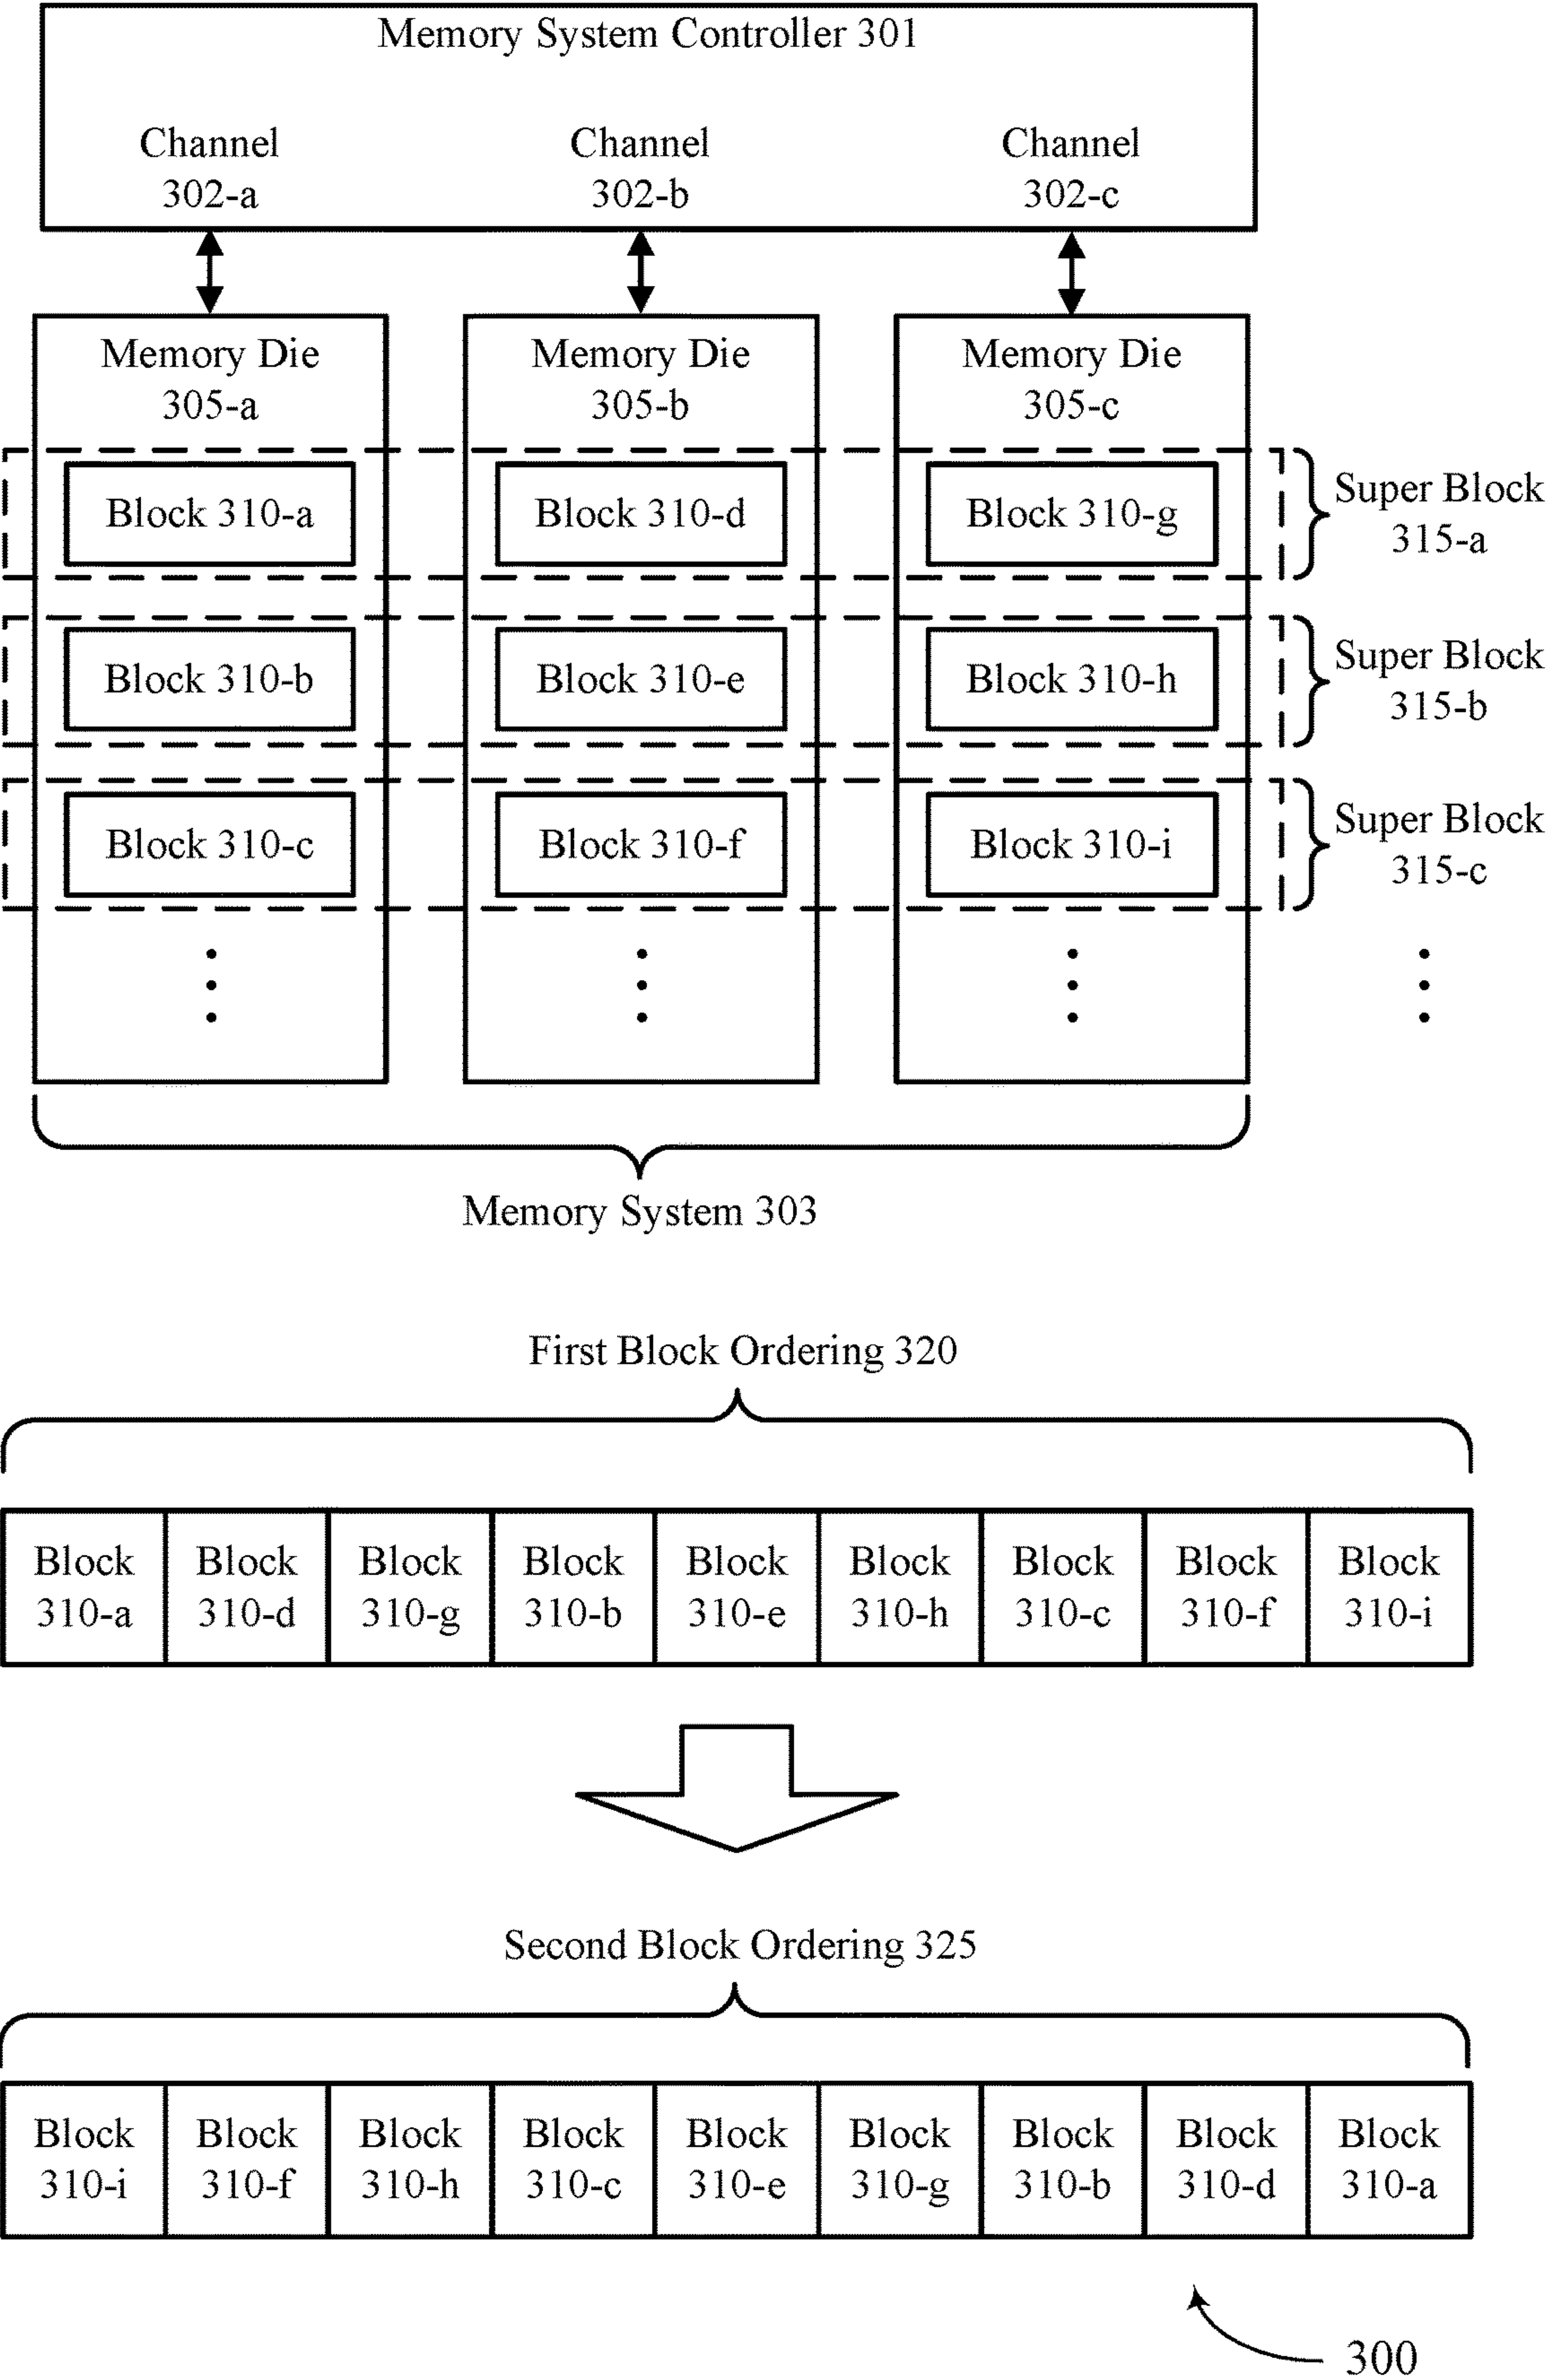 Memory System Controller 301
Channel Channel Channel
302-a 302-b 302-c
Memory Die Memory Die Memory Die
305-a 305-b 305-c
Block 310-a Block 310-d Block 310-g
Super Block
315-a
Block 310-b Block 310-e Block 310-h
Super Block
315-b
Block 310-c Block 310-f Block 310-i
Super Block
315-c
Memory System 303
First Block Ordering 320
Block Block Block Block Block Block Block Block Block
310-a 310-d 310-g 310-b 310-e 310-h 310-c 310-f 310-i
Second Block Ordering 325
Block Block Block Block Block Block Block Block Block
310-i 310-f 310-h 310-c 310-e 310-g 310-b 310-d 310-a
300